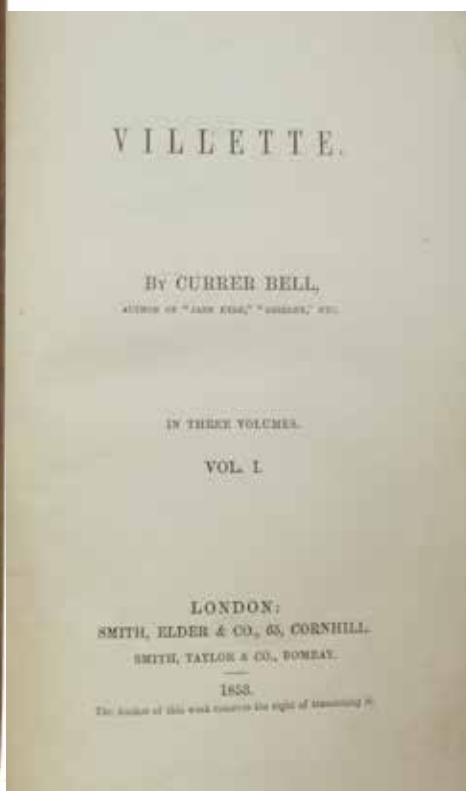 VILLETTE.
BY CURRER BELL,
AUTHOR OF "JANE EYRE," "SHIRLEY," ETC.
IN THREE VOLUMES.
VOL. I.
LONDON:
SMITH, ELDER & CO., 65, CORNHILL.
SMITH, TAYLOR & CO., BOMBAY.
1853.
The Author of this work reserves the right of translating it.